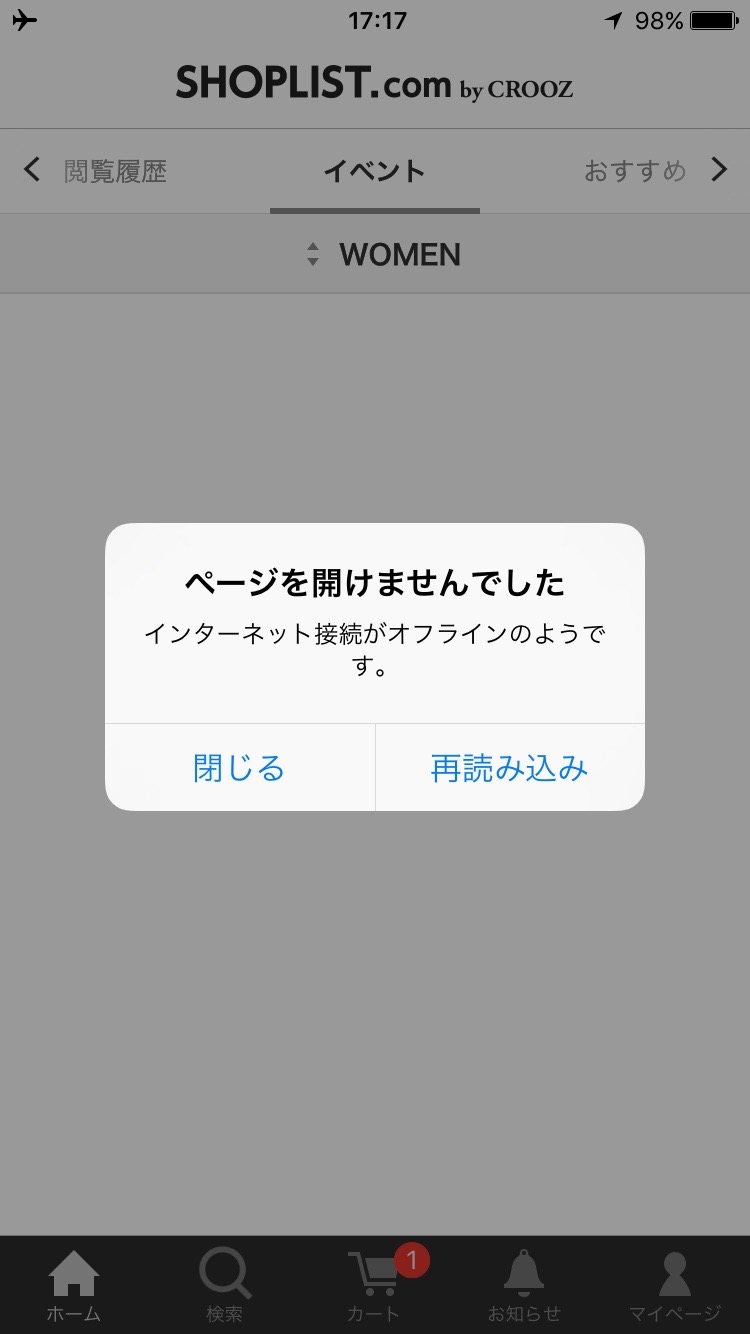 17:17
98%
SHOPLIST.com by CROOZ
閲覧履歴
イベント
おすすめ
WOMEN
ページを開けませんでした
インターネット接続がオフラインのようで
す。
閉じる
再読み込み
1
ホーム
検索
カート
お知らせ
マイページ